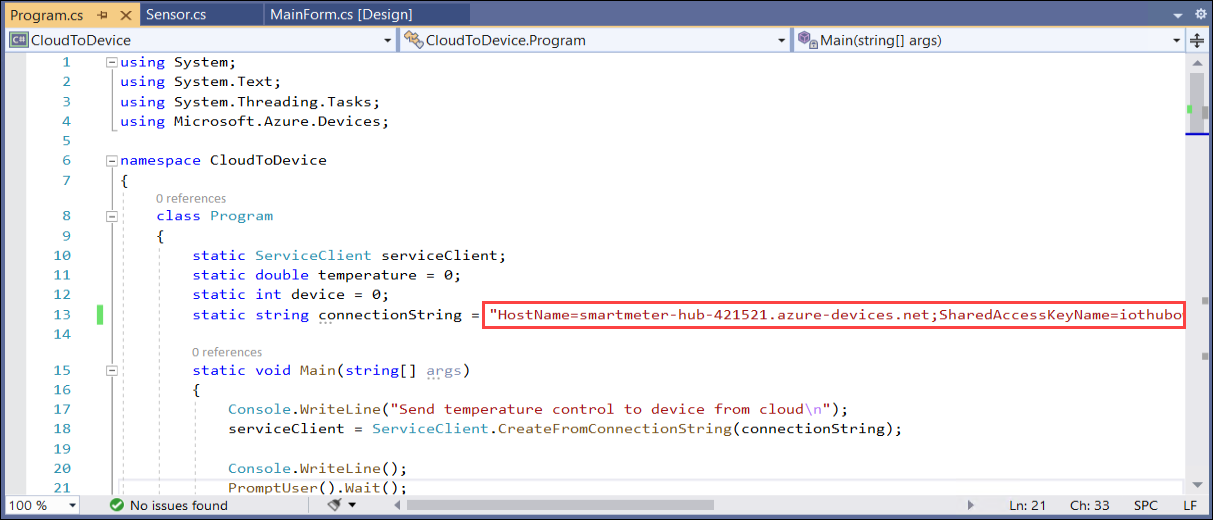 Program.cs
Sensor.cs
MainForm.cs [Design]
C# CloudToDevice
CloudToDevice.Program
Main(string[] args)
1 using System;
2 using System.Text;
3 using System.Threading.Tasks;
4 using Microsoft.Azure.Devices;
5
6 namespace CloudToDevice
7 {
0 references
8 class Program
9 {
10 static ServiceClient serviceClient;
11 static double temperature = 0;
12 static int device = 0;
13 static string connectionString = "HostName=smartmeter-hub-421521.azure-devices.net;SharedAccessKeyName=iothubo
14
0 references
15 static void Main(string[] args)
16 {
17 Console.WriteLine("Send temperature control to device from cloud\n");
18 serviceClient = ServiceClient.CreateFromConnectionString(connectionString);
19
20 Console.WriteLine();
21 PromptUser().Wait();
100 %
No issues found
Ln: 21
Ch: 33
SPC
LF